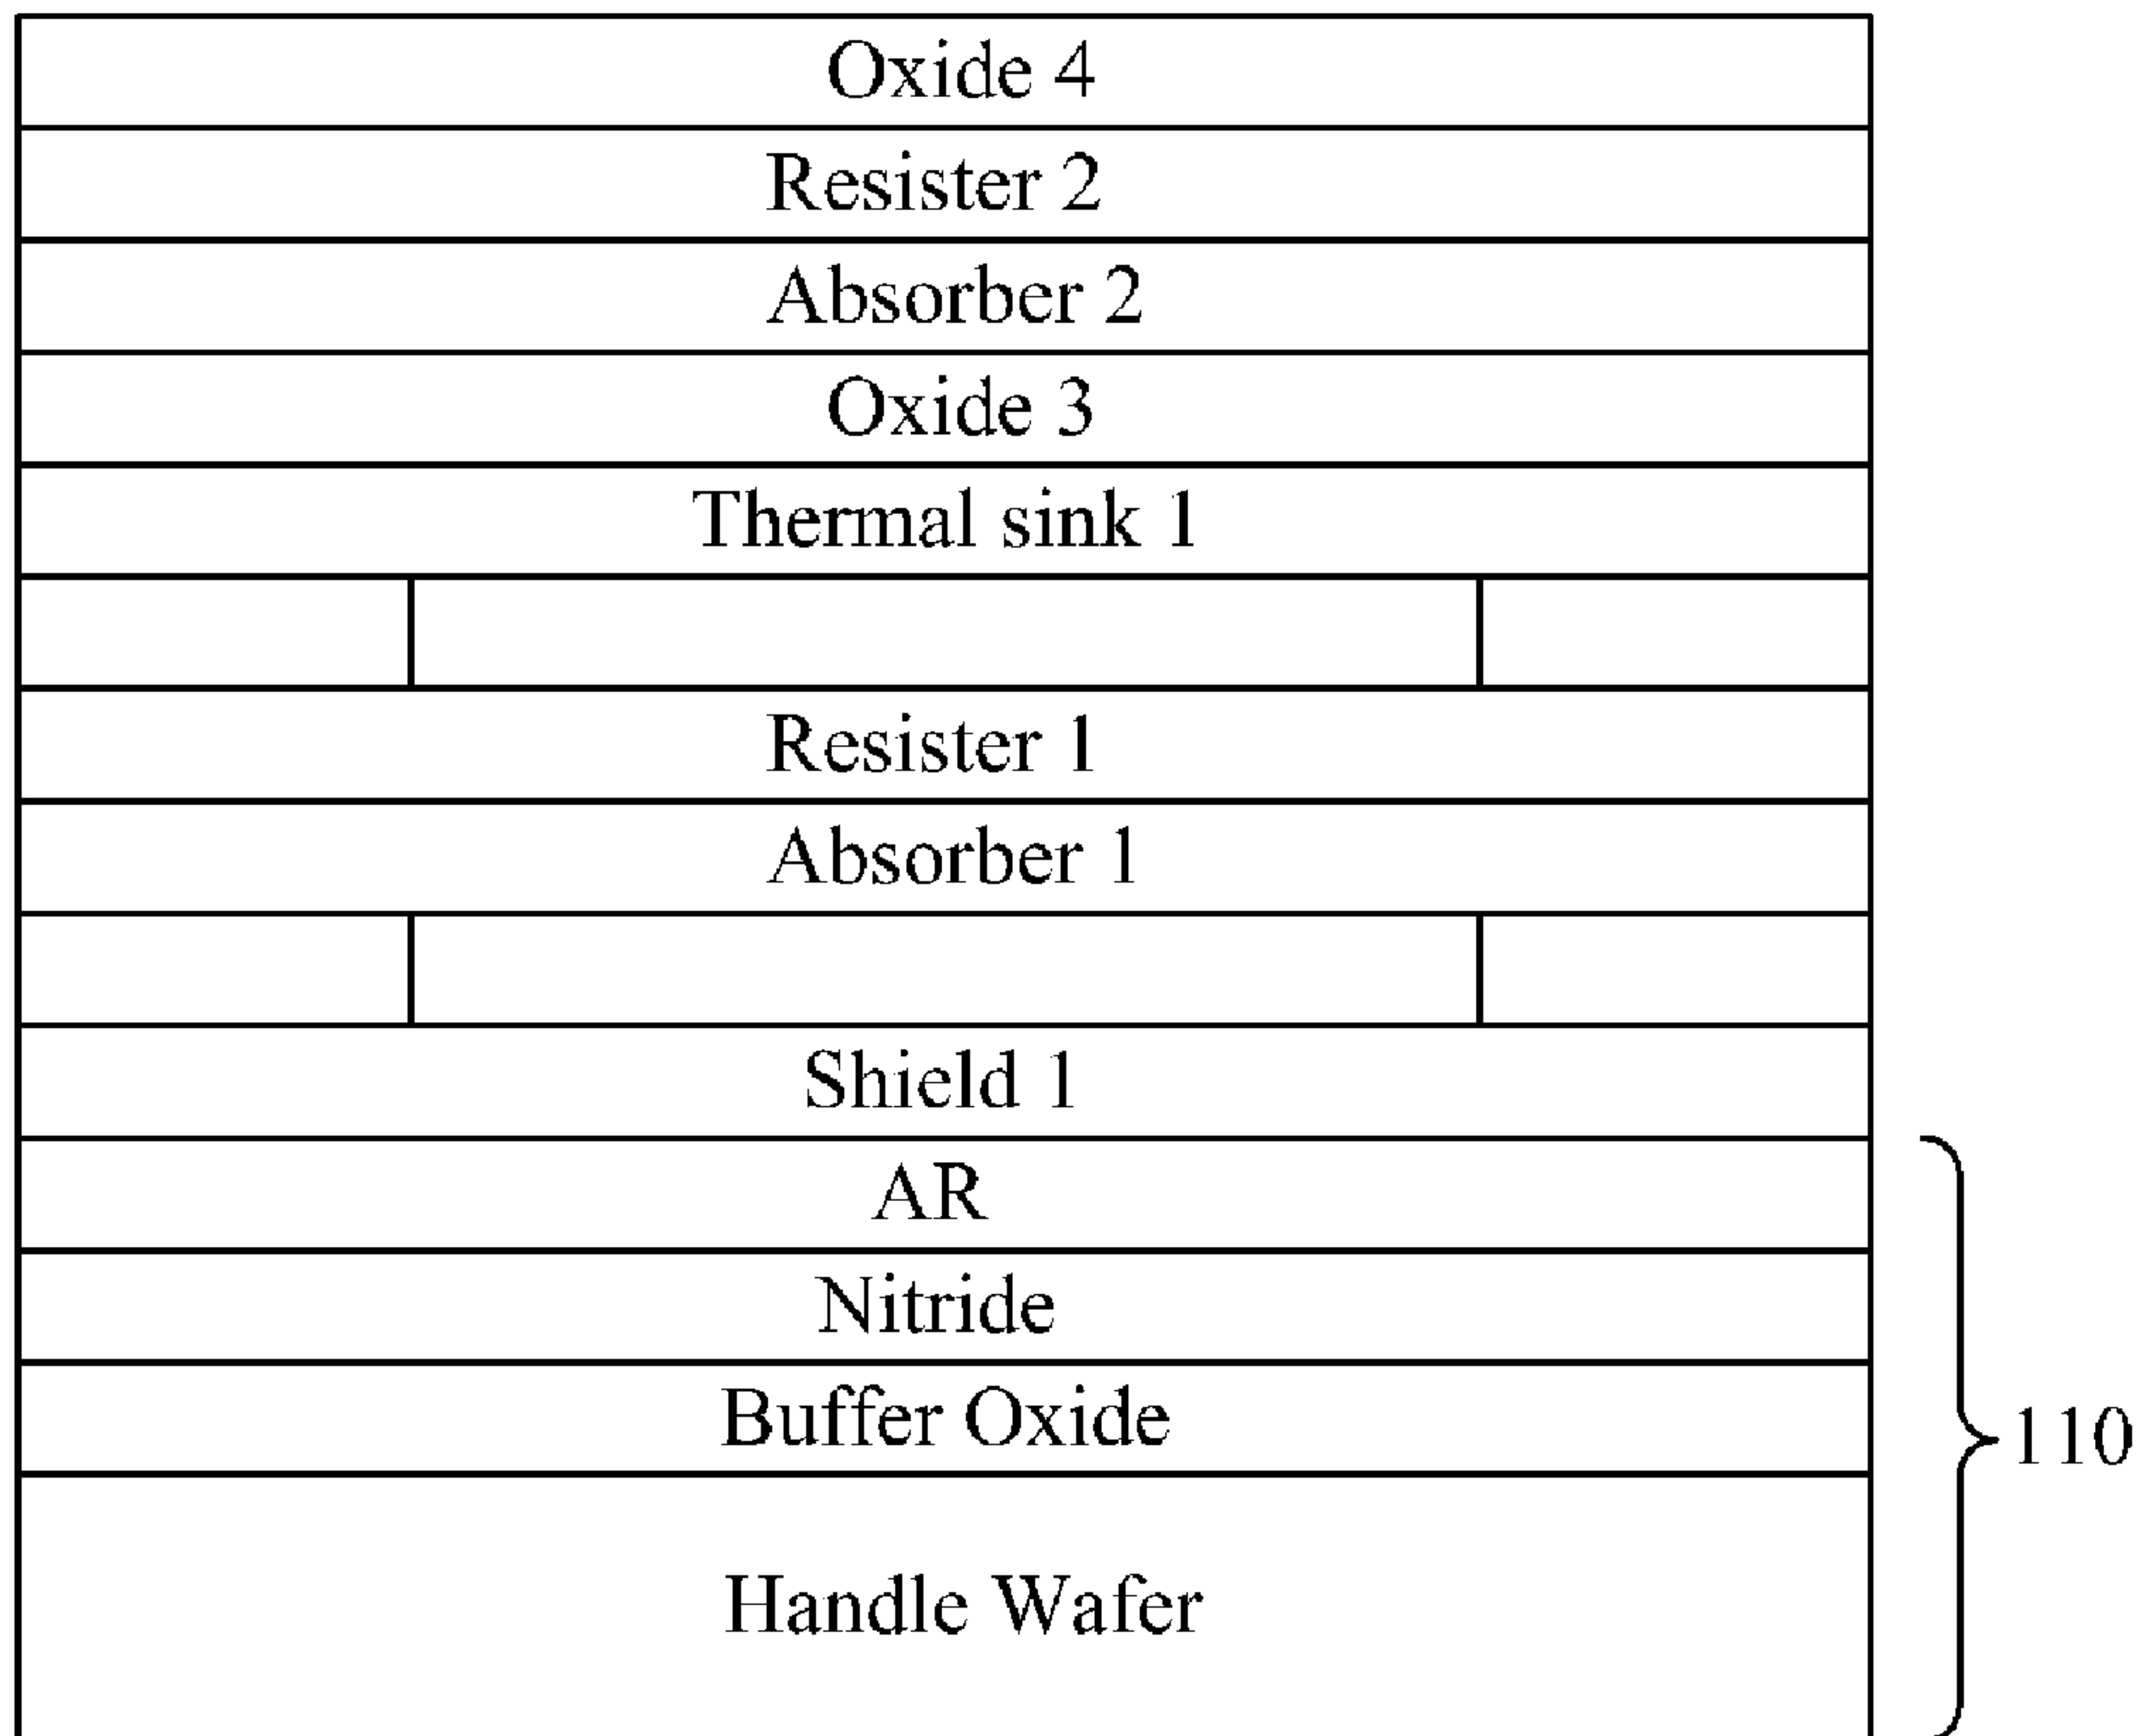 Oxide 4
Resister 2
Absorber 2
Oxide 3
Thermal sink 1
Resister 1
Absorber 1
Shield 1
AR
Nitride
Buffer Oxide
110
Handle Wafer